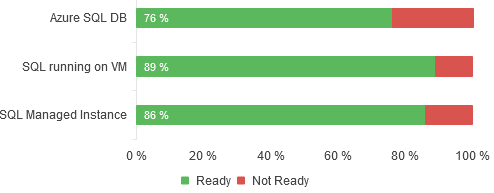 Azure SQL DB
76 %
SQL running on VM
89 %
SQL Managed Instance
86 %
0 % 20 % 40 % 60 % 80 % 100 %
Ready Not Ready